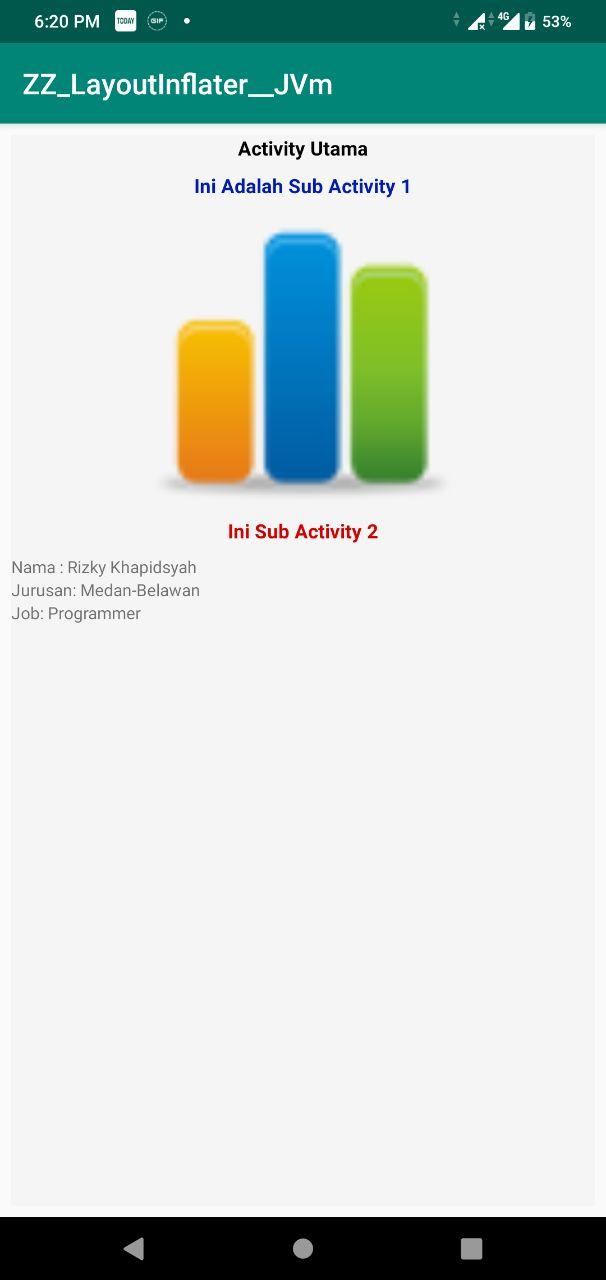 6:20 PM TODAY GIF 4G 53%
ZZ_LayoutInflater__JVm
Activity Utama
Ini Adalah Sub Activity 1
Ini Sub Activity 2
Nama : Rizky Khapidsyah
Jurusan: Medan-Belawan
Job: Programmer